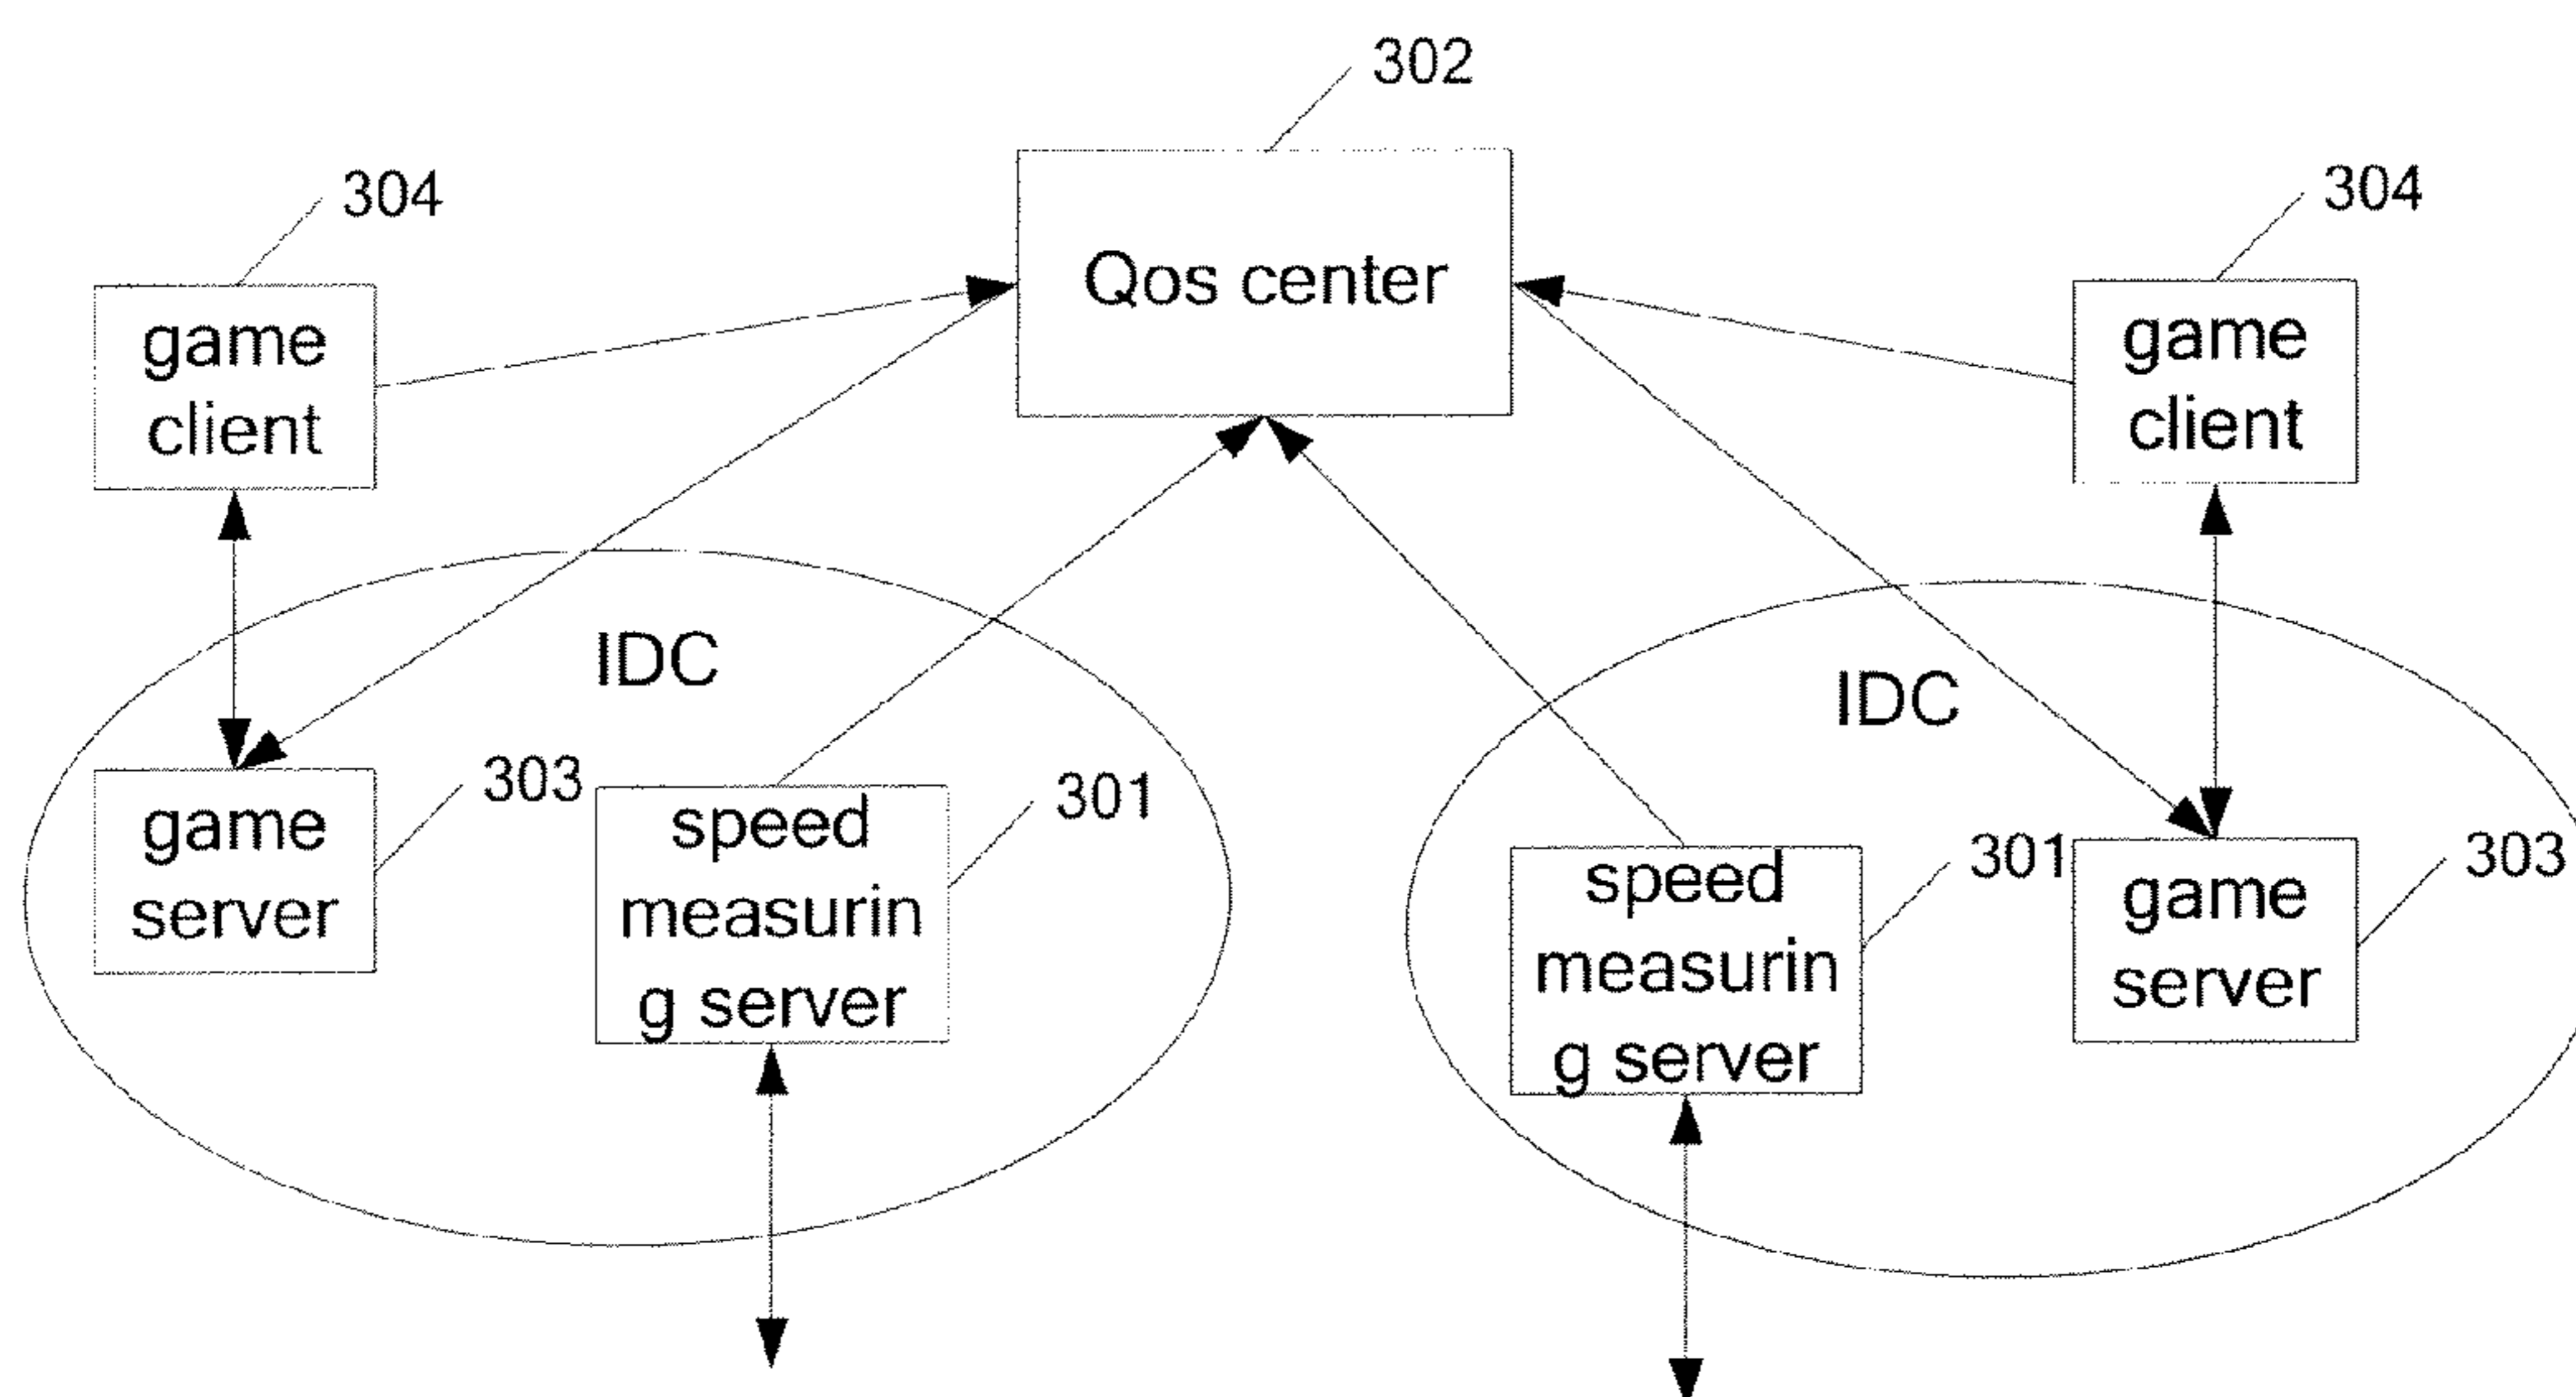 302
304
304
Qos center
game
client
game
client
IDC
IDC
303
301
301
303
game
server
speed
measurin
g server
speed
measurin
g server
game
server